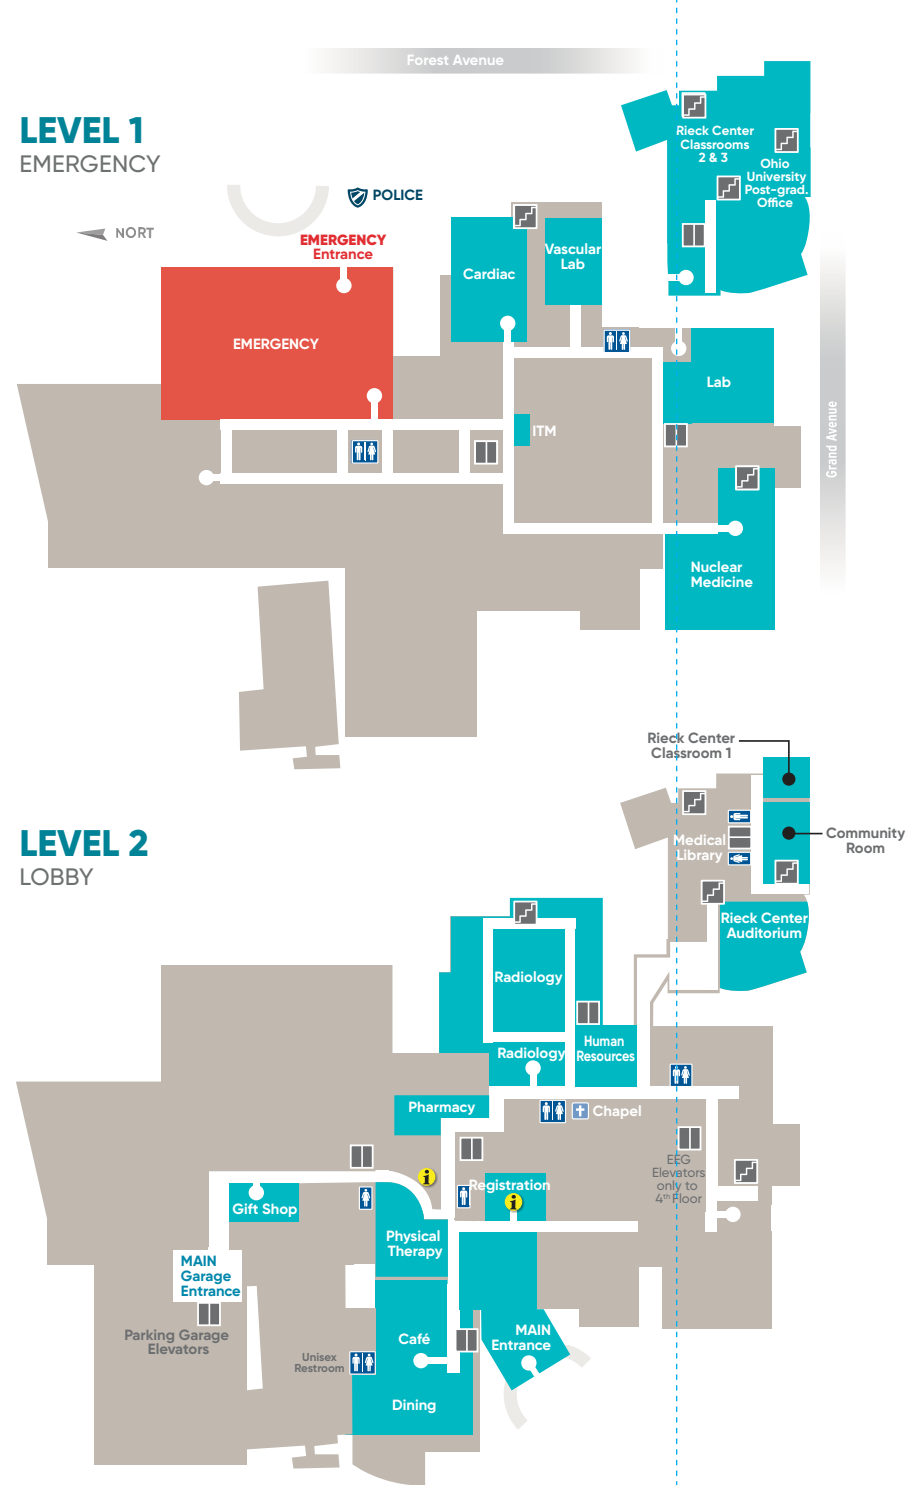 Forest Avenue
LEVEL 1
EMERGENCY
Rieck Center
Classrooms
2 & 3
Ohio
University
Post-grad.
Office
POLICE
NORT
EMERGENCY
Entrance
Cardiac
Vascular
Lab
EMERGENCY
Lab
ITM
Grand Avenue
Nuclear
Medicine
Rieck Center
Classroom 1
LEVEL 2
LOBBY
Medical
Library
Community
Room
Rieck Center
Auditorium
Radiology
Radiology
Human
Resources
Pharmacy
Chapel
EEG
Elevators
only to
4th Floor
i
Registration
i
Gift Shop
Physical
Therapy
MAIN
Garage
Entrance
Parking Garage
Elevators
Café
MAIN
Entrance
Unisex
Restroom
Dining